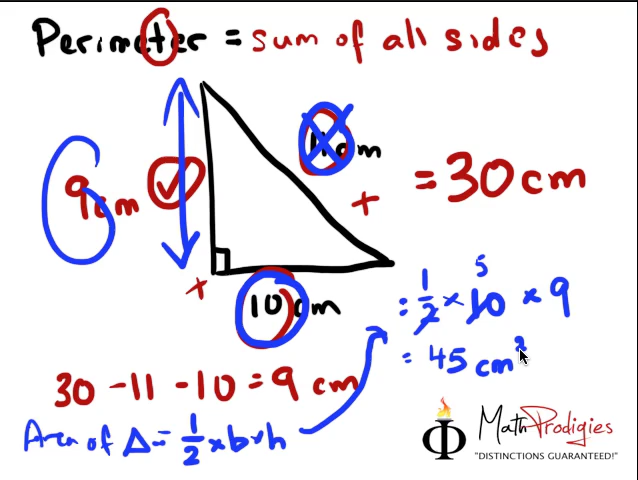 Perimeter = sum of all sides
11cm
9cm
= 30cm
+
+
10cm
= 1/2 × 10 × 9
5
= 45 cm²
30 - 11 - 10 = 9 cm
Area of Δ = 1/2 × b × h
Φ
MathProdigies
"DISTINCTIONS GUARANTEED!"